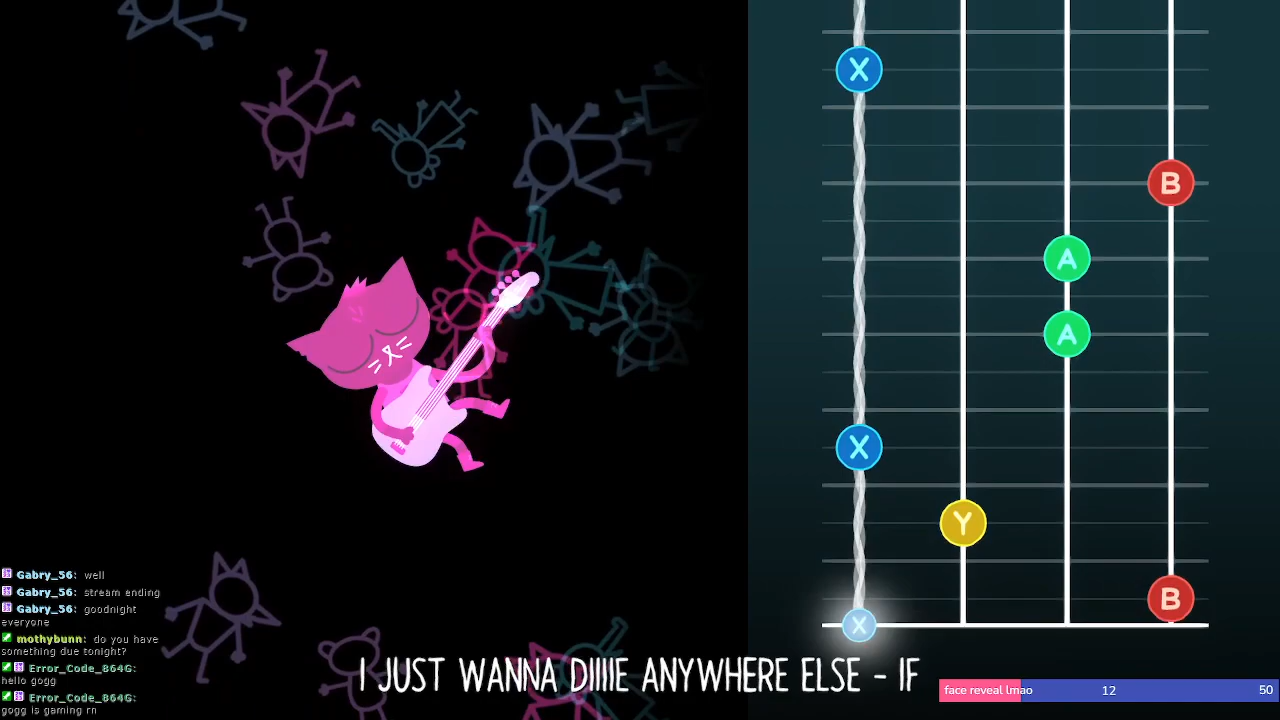 X
B
A
A
X
Y
B
X
Gabry_56: well
Gabry_56: stream ending
Gabry_56: goodnight
everyone
mothybunn: do you have
something due tonight?
Error_Code_864G:
hello gogg
Error_Code_864G:
gogg is gaming rn
I JUST WANNA DIIIIE ANYWHERE ELSE - IF
face reveal lmao 12 50